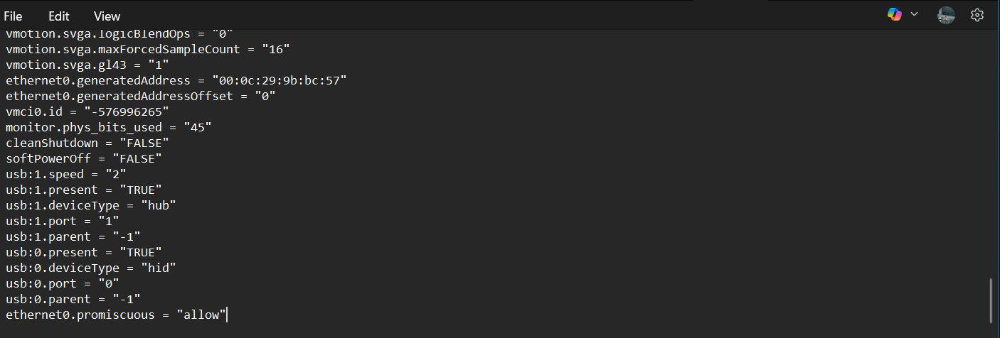 File Edit View
vmotion.svga.logicBlendOps = "0"
vmotion.svga.maxForcedSampleCount = "16"
vmotion.svga.gl43 = "1"
ethernet0.generatedAddress = "00:0c:29:9b:bc:57"
ethernet0.generatedAddressOffset = "0"
vmci0.id = "-576996265"
monitor.phys_bits_used = "45"
cleanShutdown = "FALSE"
softPowerOff = "FALSE"
usb:1.speed = "2"
usb:1.present = "TRUE"
usb:1.deviceType = "hub"
usb:1.port = "1"
usb:1.parent = "-1"
usb:0.present = "TRUE"
usb:0.deviceType = "hid"
usb:0.port = "0"
usb:0.parent = "-1"
ethernet0.promiscuous = "allow"